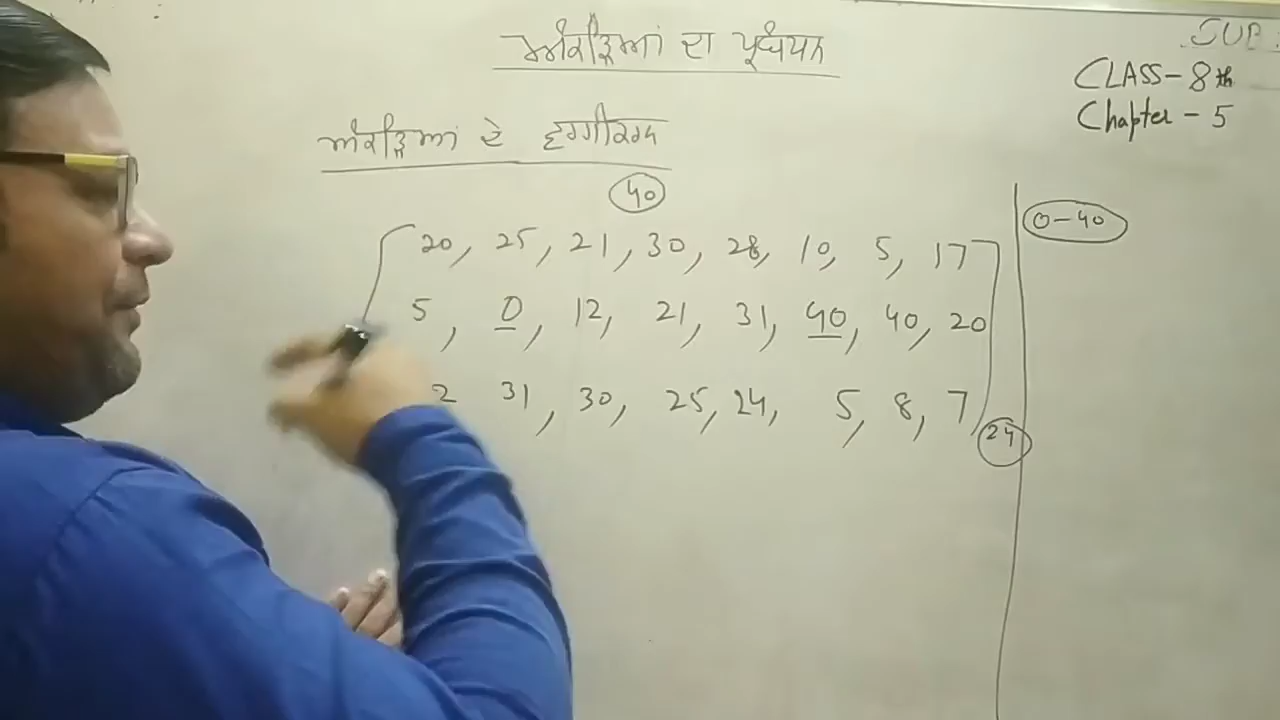 ਅੰਕੜਿਆਂ ਦਾ ਪ੍ਰਬੰਧਨ
CLASS-8th
Chapter-5
ਅੰਕੜਿਆਂ ਦੇ ਵਰਗੀਕਰਨ
40
0-40
20, 25, 21, 30, 28, 10, 5, 17
5, 0, 12, 21, 31, 40, 40, 20
2 31, 30, 25, 24, 5, 8, 7
24